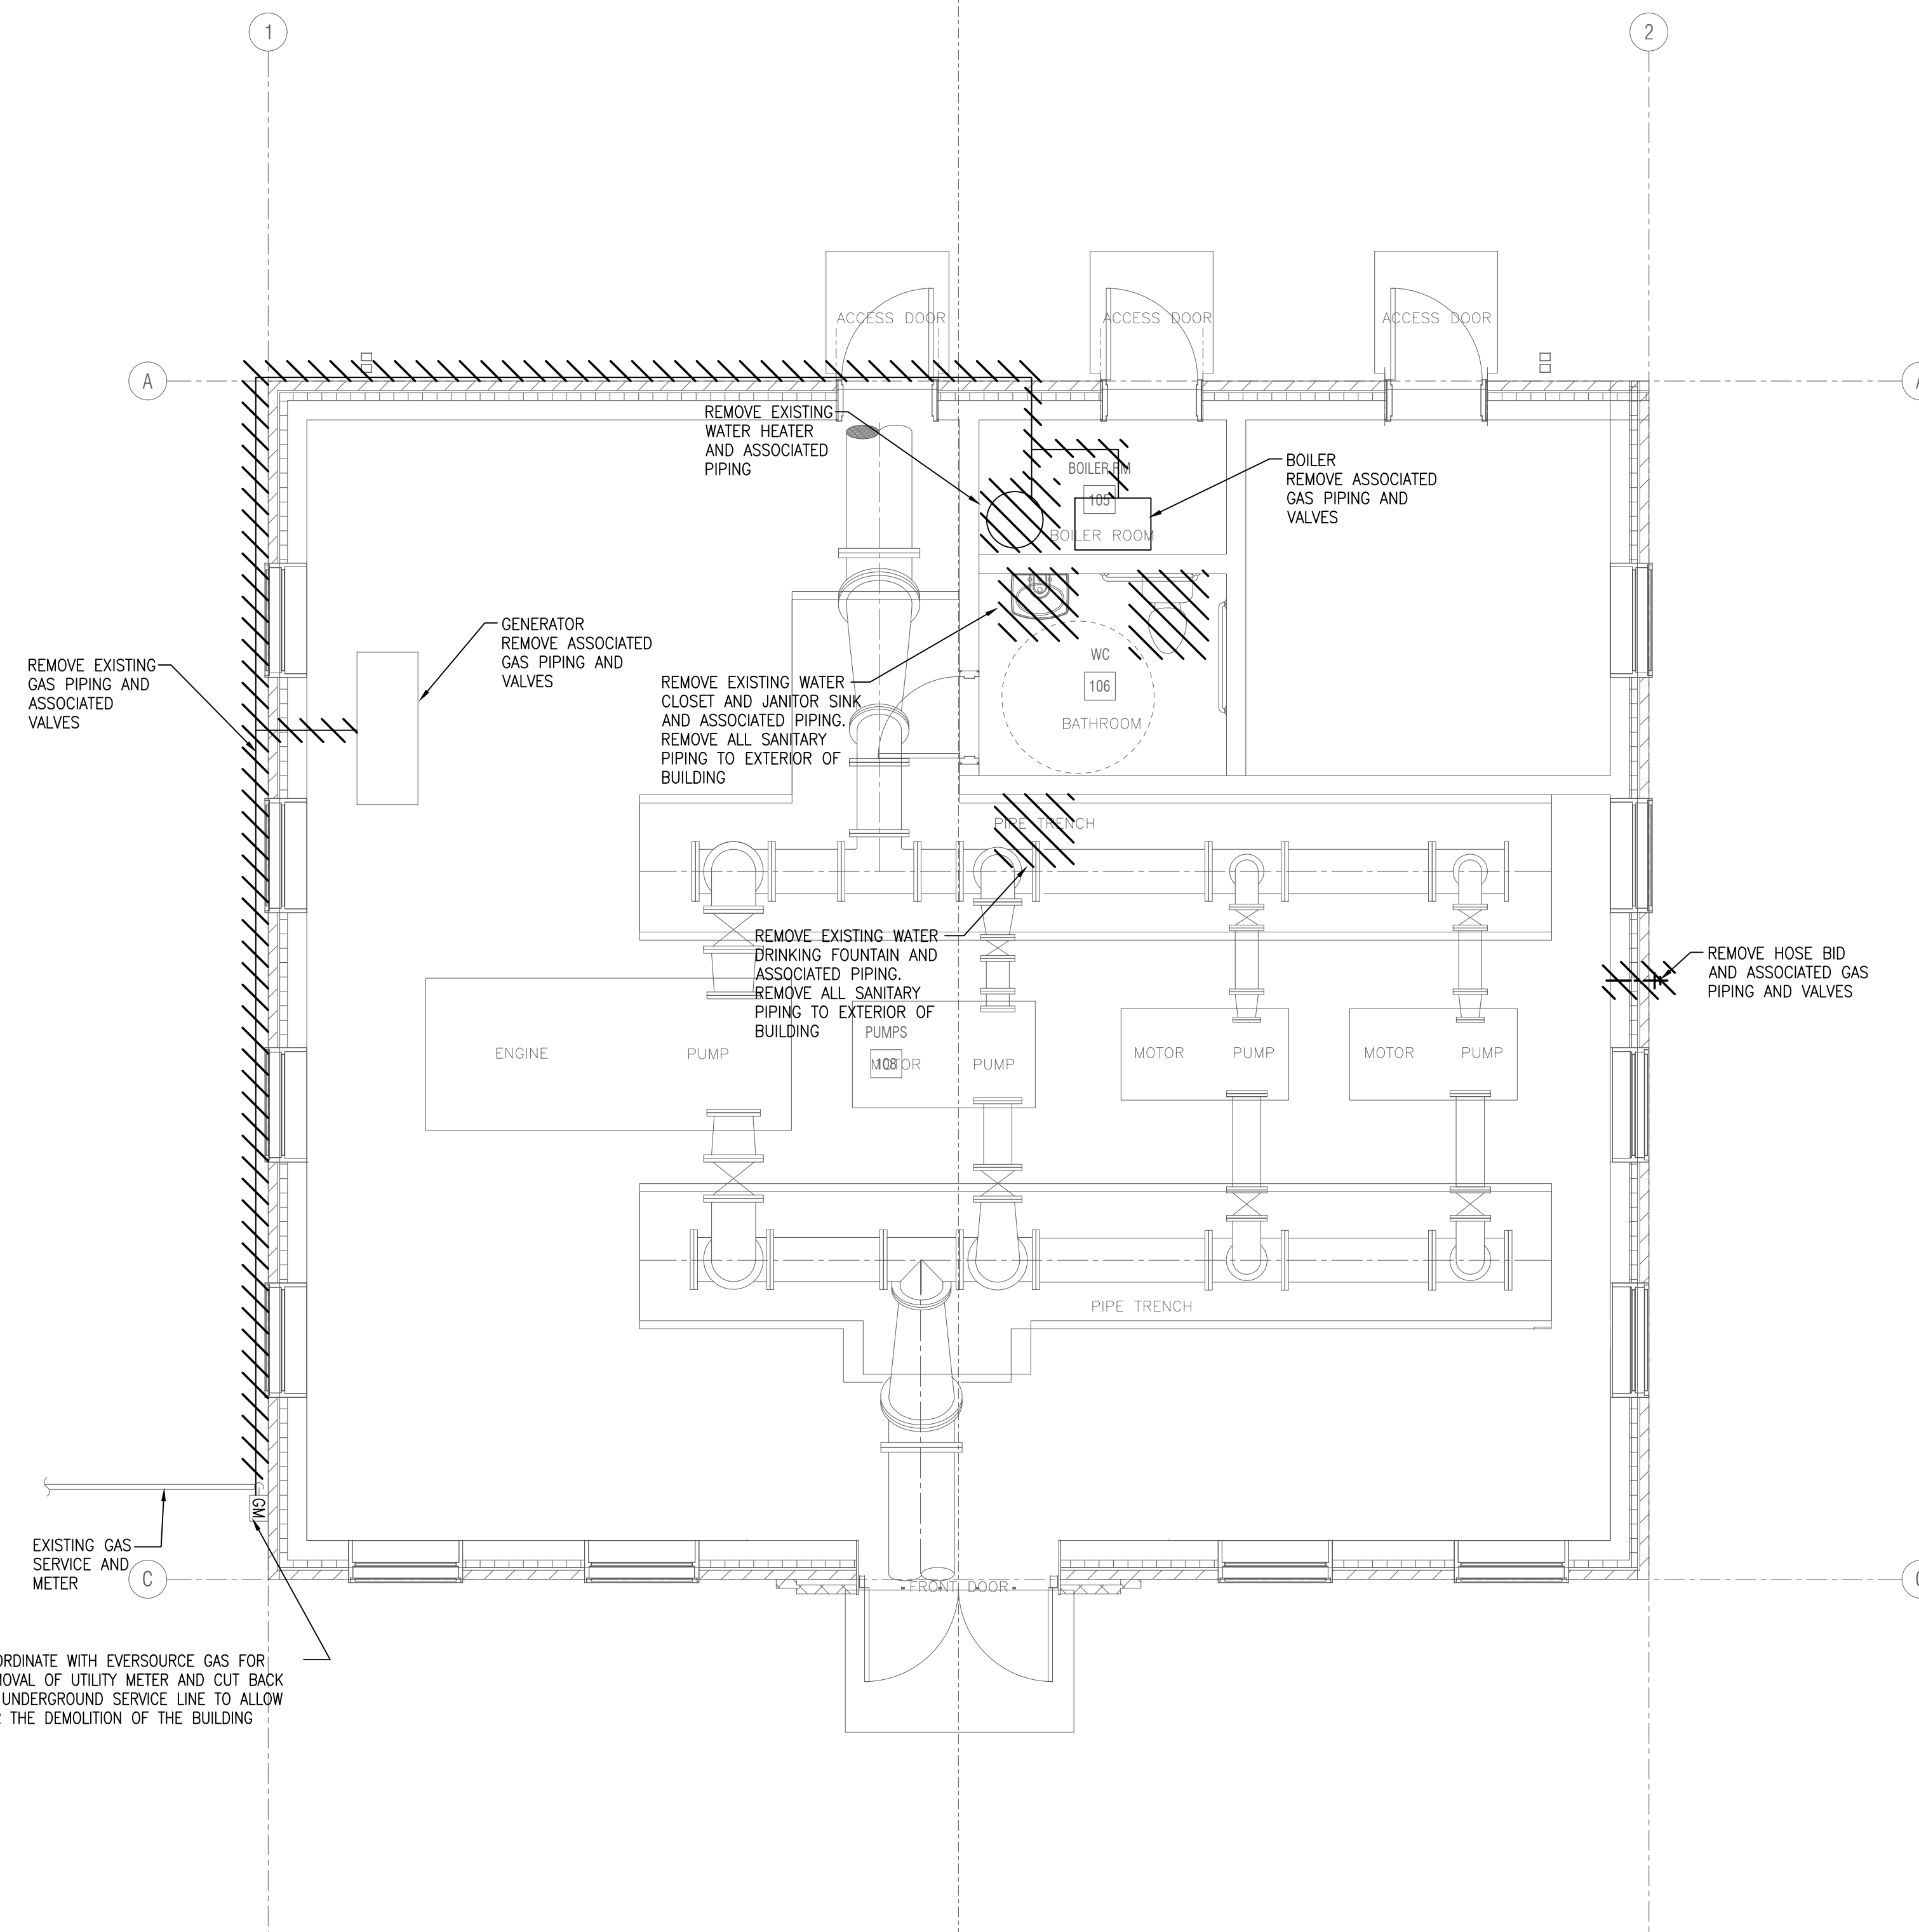 1
2
ACCESS DOOR
ACCESS DOOR
ACCESS DOOR
A
REMOVE EXISTING
WATER HEATER
AND ASSOCIATED
PIPING
BOILER RM
105
BOILER ROOM
BOILER
REMOVE ASSOCIATED
GAS PIPING AND
VALVES
GENERATOR
REMOVE ASSOCIATED
GAS PIPING AND
VALVES
REMOVE EXISTING
GAS PIPING AND
ASSOCIATED
VALVES
REMOVE EXISTING WATER
CLOSET AND JANITOR SINK
AND ASSOCIATED PIPING.
REMOVE ALL SANITARY
PIPING TO EXTERIOR OF
BUILDING
WC
106
BATHROOM
PIPE TRENCH
REMOVE EXISTING WATER
DRINKING FOUNTAIN AND
ASSOCIATED PIPING.
REMOVE ALL SANITARY
PIPING TO EXTERIOR OF
BUILDING
REMOVE HOSE BID
AND ASSOCIATED GAS
PIPING AND VALVES
ENGINE
PUMP
PUMPS
108
MOTOR
PUMP
MOTOR
PUMP
MOTOR
PUMP
PIPE TRENCH
GM
EXISTING GAS
SERVICE AND
METER
C
FRONT DOOR
WITH EVERSOURCE GAS FOR
OF UTILITY METER AND CUT BACK
UNDERGROUND SERVICE LINE TO ALLOW
THE DEMOLITION OF THE BUILDING